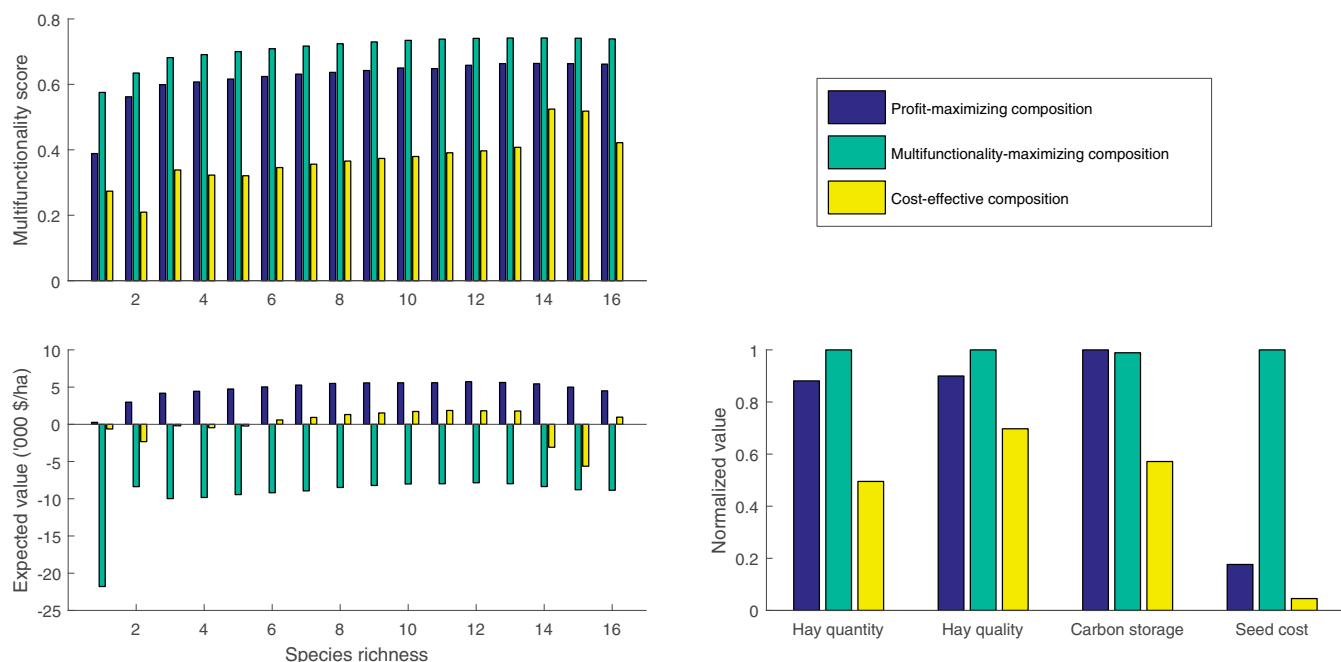 Multifunctionality score
0.8
0.6
0.4
0.2
0
2 4 6 8 10 12 14 16
Profit-maximizing composition
Multifunctionality-maximizing composition
Cost-effective composition
Expected value ('000 $/ha)
10
5
0
-5
-10
-15
-20
-25
2 4 6 8 10 12 14 16
Species richness
Normalized value
1
0.8
0.6
0.4
0.2
0
Hay quantity Hay quality Carbon storage Seed cost